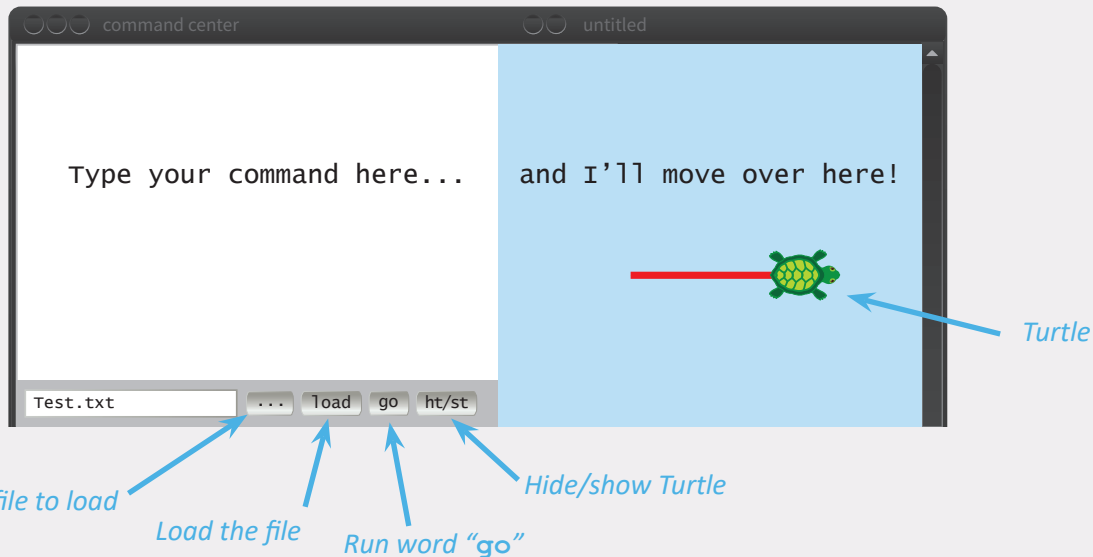 command center
untitled
Type your command here...
and I’ll move over here!
Turtle
Test.txt
... load go ht/st
file to load
Load the file
Run word “go”
Hide/show Turtle